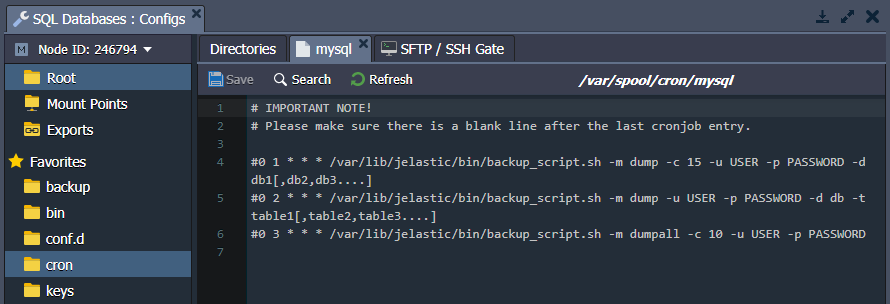 SQL Databases : Configs
Node ID: 246794
Root
Mount Points
Exports
Favorites
backup
bin
conf.d
cron
keys
Directories
mysql
SFTP / SSH Gate
Save
Search
Refresh
/var/spool/cron/mysql
1 # IMPORTANT NOTE!
2 # Please make sure there is a blank line after the last cronjob entry.
3
4 #0 1 * * * /var/lib/jelastic/bin/backup_script.sh -m dump -c 15 -u USER -p PASSWORD -d
db1[,db2,db3....]
5 #0 2 * * * /var/lib/jelastic/bin/backup_script.sh -m dump -u USER -p PASSWORD -d db -t
table1[,table2,table3....]
6 #0 3 * * * /var/lib/jelastic/bin/backup_script.sh -m dumpall -c 10 -u USER -p PASSWORD
7